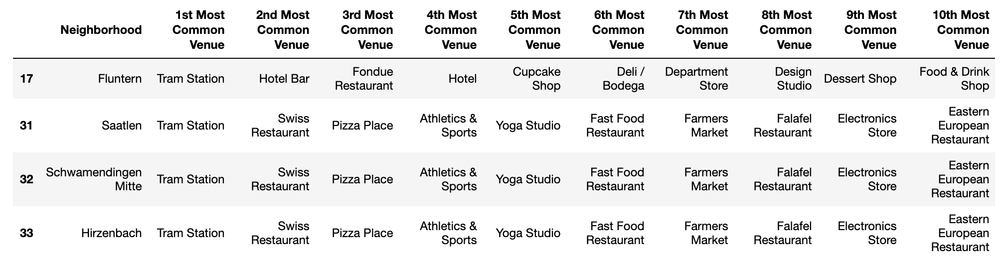 Neighborhood 1st Most Common Venue 2nd Most Common Venue 3rd Most Common Venue 4th Most Common Venue 5th Most Common Venue 6th Most Common Venue 7th Most Common Venue 8th Most Common Venue 9th Most Common Venue 10th Most Common Venue
17 Fluntern Tram Station Hotel Bar Fondue Restaurant Hotel Cupcake Shop Deli / Bodega Department Store Design Studio Dessert Shop Food & Drink Shop
31 Saatlen Tram Station Swiss Restaurant Pizza Place Athletics & Sports Yoga Studio Fast Food Restaurant Farmers Market Falafel Restaurant Electronics Store Eastern European Restaurant
32 Schwamendingen Mitte Tram Station Swiss Restaurant Pizza Place Athletics & Sports Yoga Studio Fast Food Restaurant Farmers Market Falafel Restaurant Electronics Store Eastern European Restaurant
33 Hirzenbach Tram Station Swiss Restaurant Pizza Place Athletics & Sports Yoga Studio Fast Food Restaurant Farmers Market Falafel Restaurant Electronics Store Eastern European Restaurant